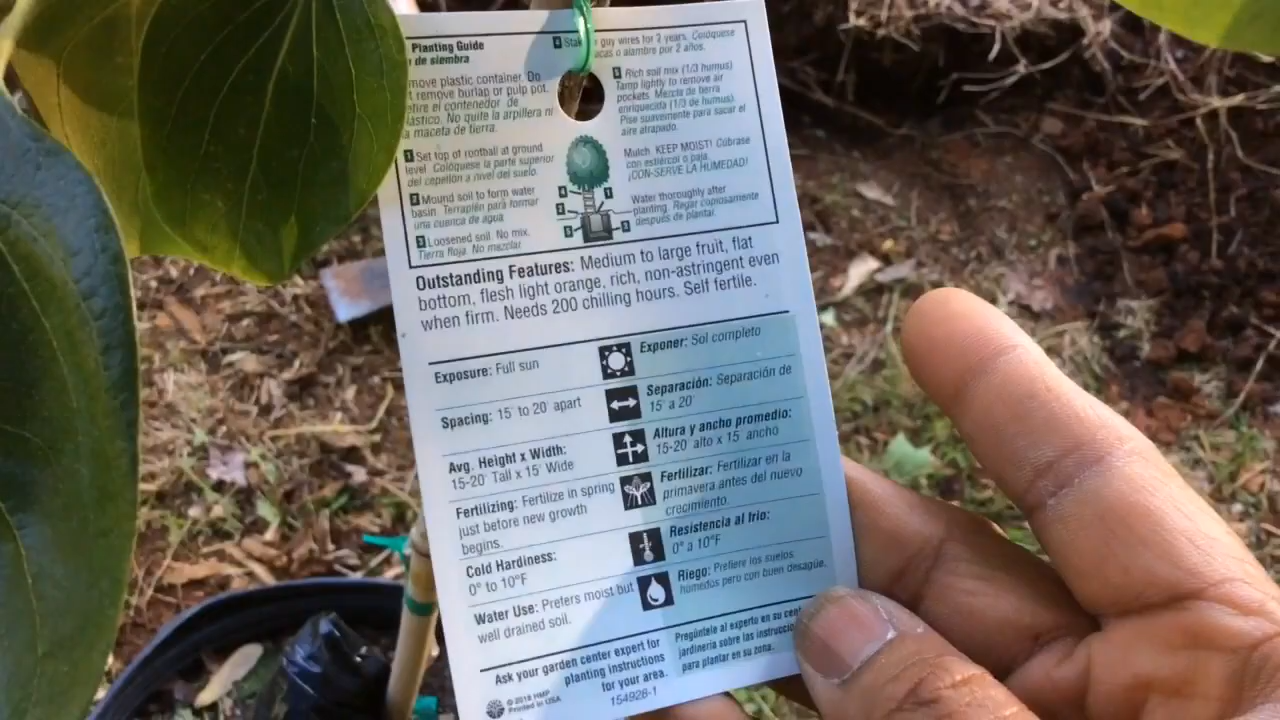 Planting Guide
de siembra
move plastic container. Do
remove burlap or pulp pot.
etire el contenedor de
lástico. No quite la arpillera ni
a maceta de tierra.
1 Set top of rootball at ground
level. Colóquese la parte superior
del cepellón a nivel del suelo.
2 Mound soil to form water
basin. Terraplén para formar
una cuenca de agua
3 Loosened soil. No mix.
Tierra floja. No mezclar
4 guy wires for 2 years. Colóquese
o alambre por 2 años.
5 Rich soil mix (1/3 humus)
Tamp lightly to remove air
pockets. Mezcla de tierra
enriquecida (1/3 de humus).
Pise suavemente para sacar el
aire atrapado.
Mulch. KEEP MOIST! Cúbrase
con estiércol o paja.
¡CON-SERVE LA HUMEDAD!
Water thoroughly after
planting. Regar copiosamente
después de plantar.
Outstanding Features: Medium to large fruit, flat
bottom, flesh light orange, rich, non-astringent even
when firm. Needs 200 chilling hours. Self fertile.
Exposure: Full sun
Exponer: Sol completo
Spacing: 15' to 20' apart
Separación: Separación de
15' a 20'
Avg. Height x Width:
15-20' Tall x 15' Wide
Altura y ancho promedio:
15-20' alto x 15' ancho
Fertilizing: Fertilize in spring
just before new growth
begins.
Fertilizar: Fertilizar en la
primavera antes del nuevo
crecimiento.
Cold Hardiness:
0° to 10°F
Resistencia al frio:
0° a 10°F
Water Use: Prefers moist but
well drained soil.
Riego: Prefiere los suelos
húmedos pero con buen desagüe.
Ask your garden center expert for
planting instructions
for your area.
Pregúntele al experto en su cent
jardinería sobre las instruccio
para plantar en su zona.
© 2018 HMP
Printed in USA
154928-1